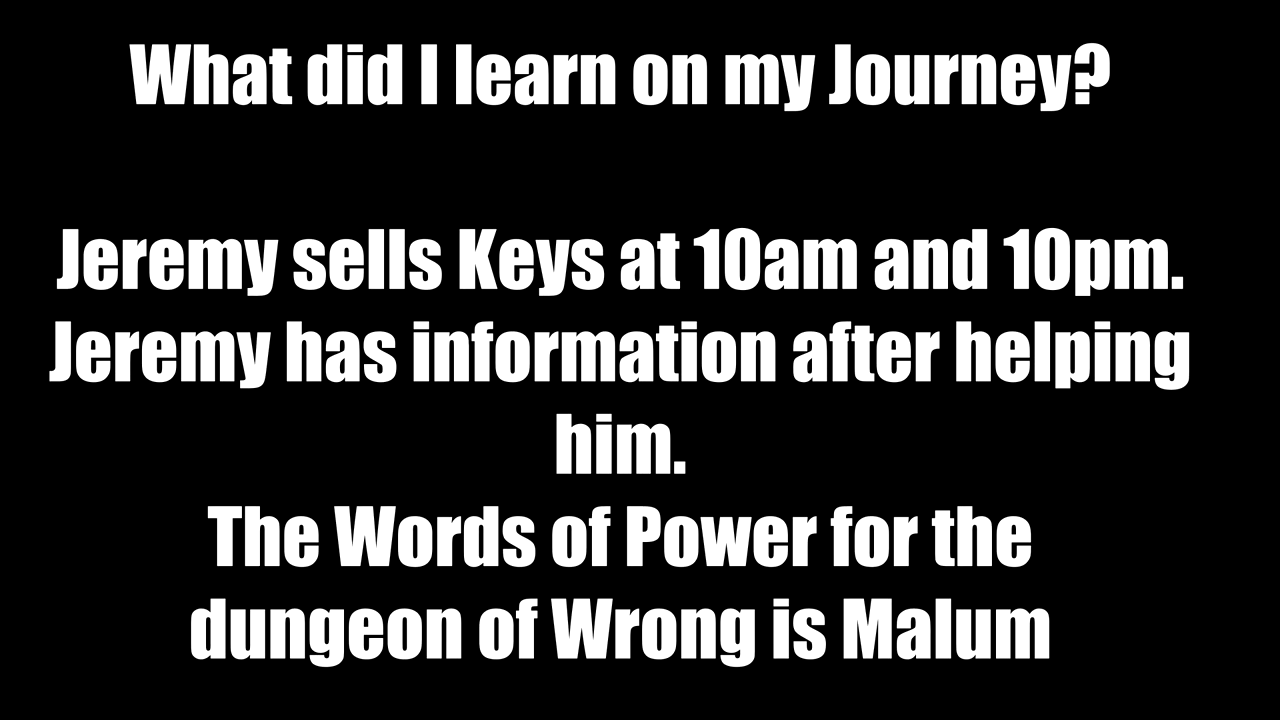 What did I learn on my Journey?
Jeremy sells Keys at 10am and 10pm.
Jeremy has information after helping
him.
The Words of Power for the
dungeon of Wrong is Malum